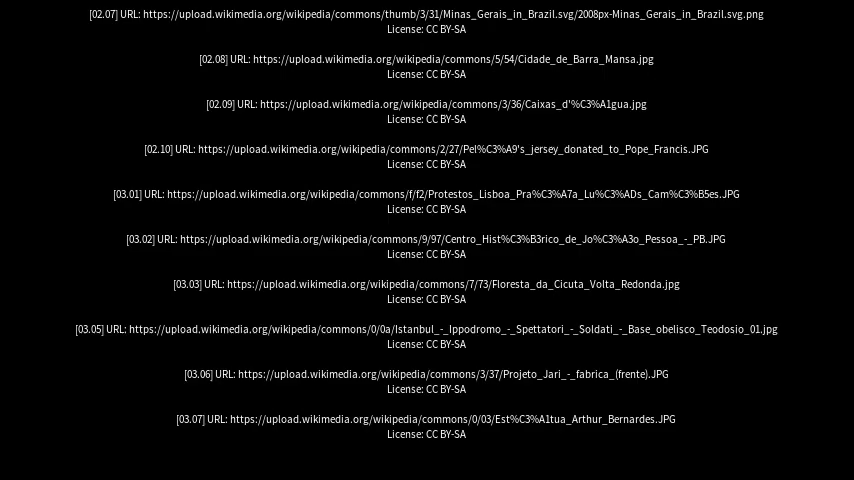 [02.07] URL: https://upload.wikimedia.org/wikipedia/commons/thumb/3/31/Minas_Gerais_in_Brazil.svg/2008px-Minas_Gerais_in_Brazil.svg.png
License: CC BY-SA
[02.08] URL: https://upload.wikimedia.org/wikipedia/commons/5/54/Cidade_de_Barra_Mansa.jpg
License: CC BY-SA
[02.09] URL: https://upload.wikimedia.org/wikipedia/commons/3/36/Caixas_d'%C3%A1gua.jpg
License: CC BY-SA
[02.10] URL: https://upload.wikimedia.org/wikipedia/commons/2/27/Pel%C3%A9's_jersey_donated_to_Pope_Francis.JPG
License: CC BY-SA
[03.01] URL: https://upload.wikimedia.org/wikipedia/commons/f/f2/Protestos_Lisboa_Pra%C3%A7a_Lu%C3%ADs_Cam%C3%B5es.JPG
License: CC BY-SA
[03.02] URL: https://upload.wikimedia.org/wikipedia/commons/9/97/Centro_Hist%C3%B3rico_de_Jo%C3%A3o_Pessoa_-_PB.JPG
License: CC BY-SA
[03.03] URL: https://upload.wikimedia.org/wikipedia/commons/7/73/Floresta_da_Cicuta_Volta_Redonda.jpg
License: CC BY-SA
[03.05] URL: https://upload.wikimedia.org/wikipedia/commons/0/0a/Istanbul_-_Ippodromo_-_Spettatori_-_Soldati_-_Base_obelisco_Teodosio_01.jpg
License: CC BY-SA
[03.06] URL: https://upload.wikimedia.org/wikipedia/commons/3/37/Projeto_Jari_-_fabrica_(frente).JPG
License: CC BY-SA
[03.07] URL: https://upload.wikimedia.org/wikipedia/commons/0/03/Est%C3%A1tua_Arthur_Bernardes.JPG
License: CC BY-SA